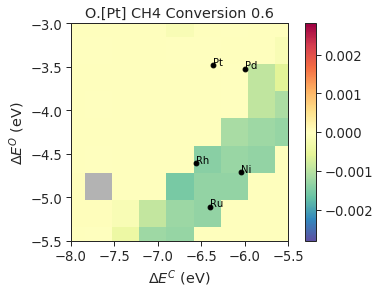 O.[Pt] CH4 Conversion 0.6
−3.0
−3.5
−4.0
−4.5
−5.0
−5.5
ΔE^O (eV)
Pt
Pd
Rh
Ni
Ru
−8.0 −7.5 −7.0 −6.5 −6.0 −5.5
ΔE^C (eV)
0.002
0.001
0.000
−0.001
−0.002